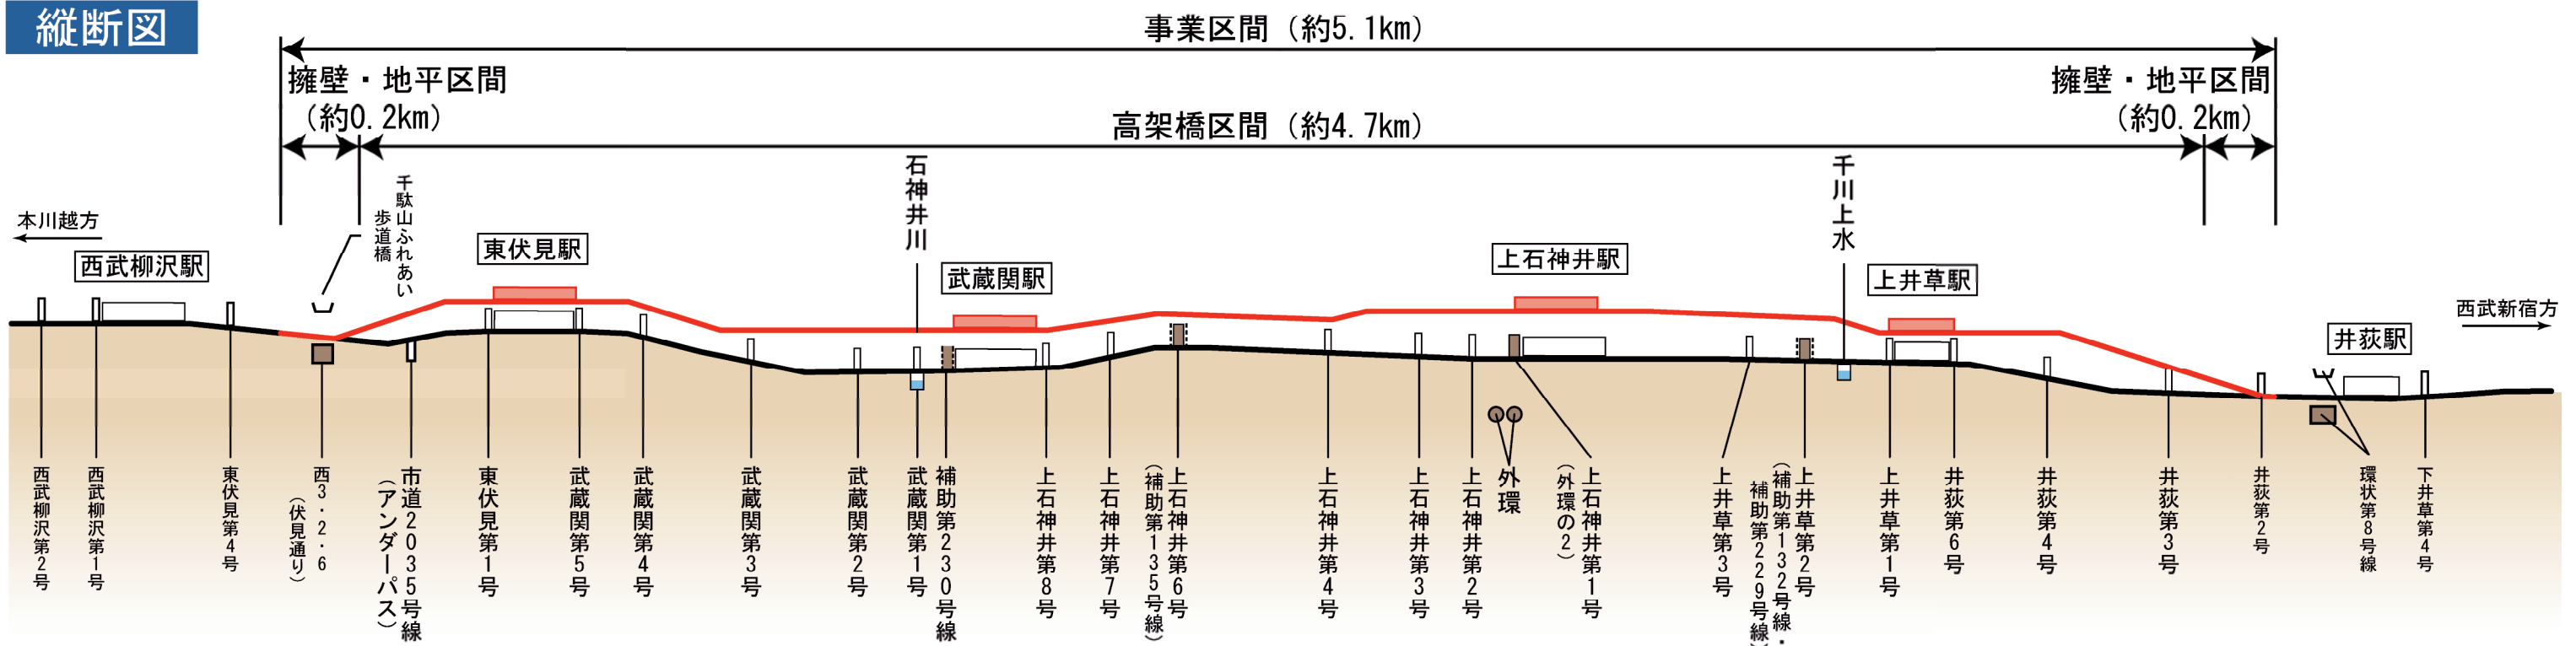 縦断図
事業区間（約5.1km）
擁壁・地平区間
（約0.2km）
高架橋区間（約4.7km）
擁壁・地平区間
（約0.2km）
本川越方
西武柳沢駅
千駄山ふれあい
歩道橋
東伏見駅
石神井川
武蔵関駅
上石神井駅
千川上水
上井草駅
井荻駅
西武新宿方
西武柳沢第2号
西武柳沢第1号
東伏見第4号
西3・2・6
（伏見通り）
市道2035号線
（アンダーパス）
東伏見第1号
武蔵関第5号
武蔵関第4号
武蔵関第3号
武蔵関第2号
武蔵関第1号
補助第230号線
上石神井第8号
上石神井第7号
上石神井第6号
（補助第135号線）
上石神井第4号
上石神井第3号
上石神井第2号
外環
上石神井第1号
（外環の2）
上井草第3号
上井草第2号
（補助第132号線・
補助第229号線）
上井草第1号
井荻第6号
井荻第4号
井荻第3号
井荻第2号
環状第8号線
下井草第4号